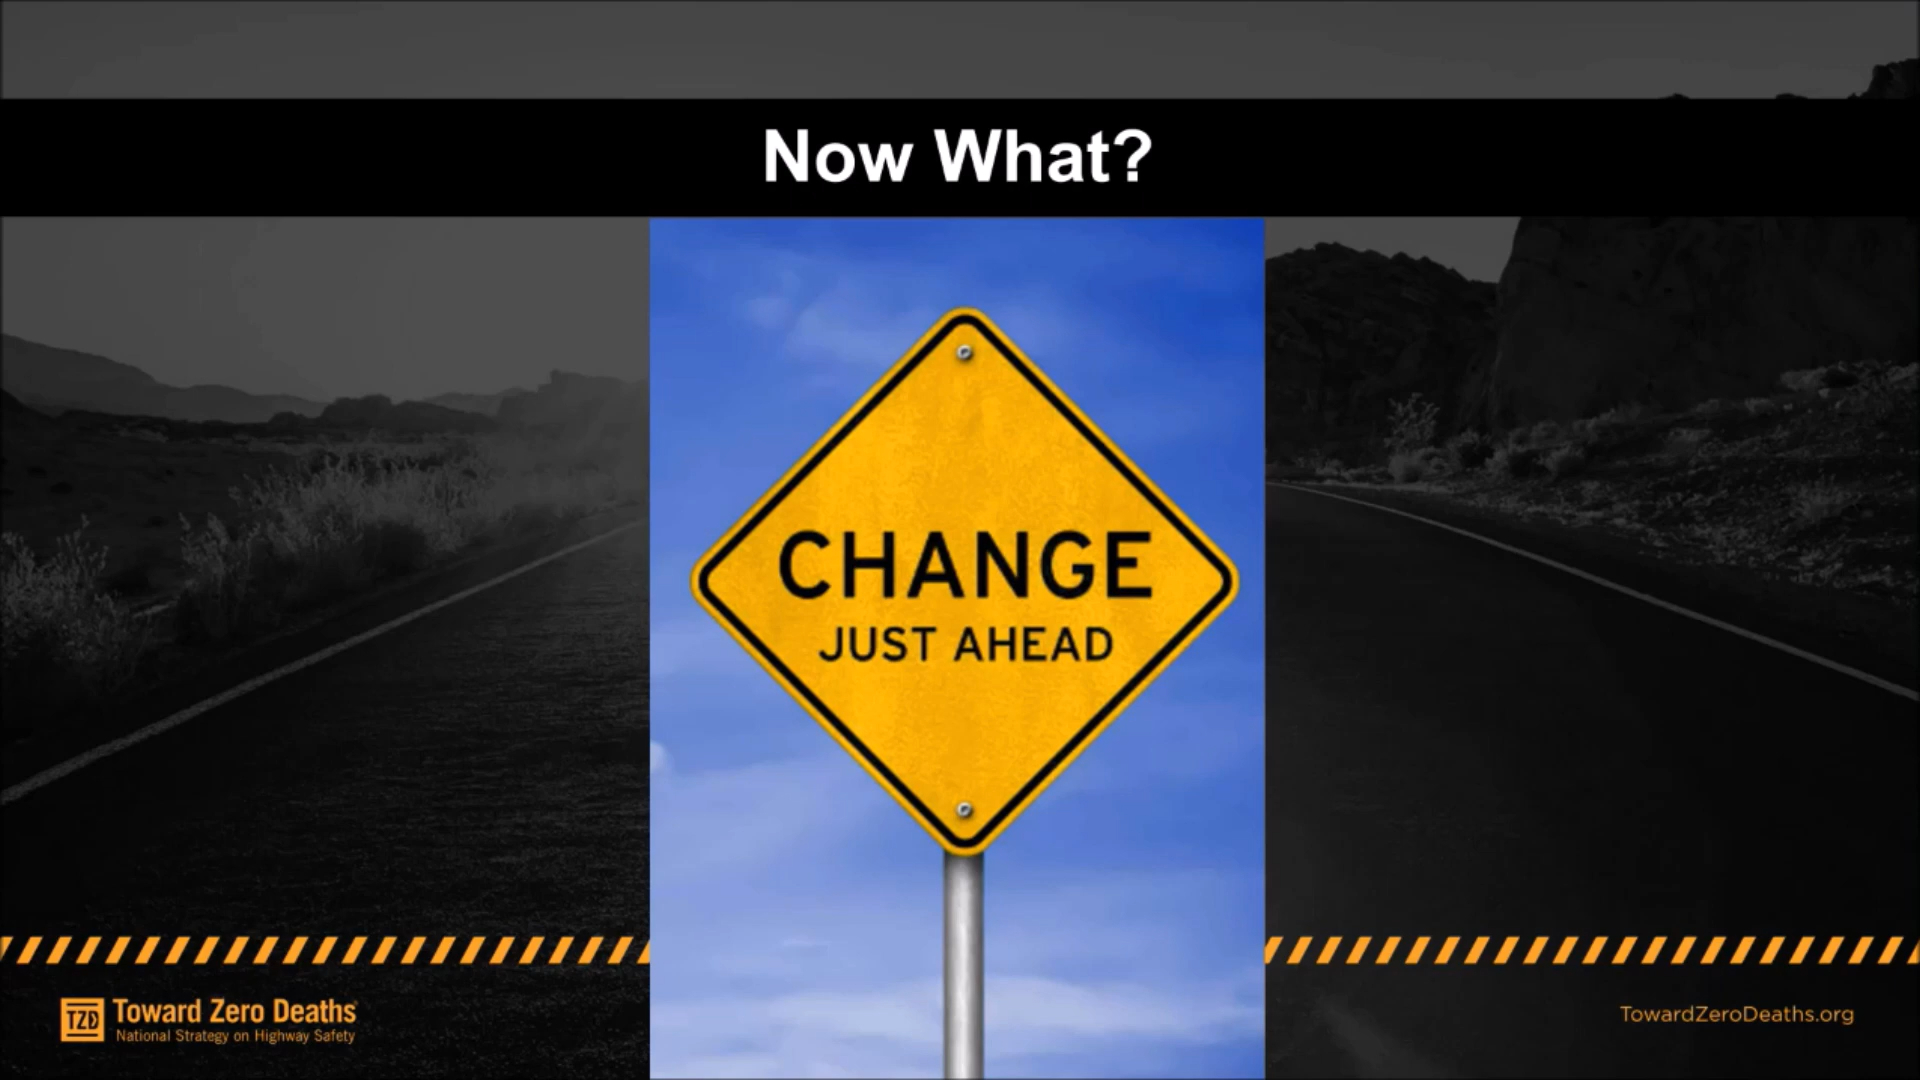 Now What?
CHANGE
JUST AHEAD
TZD
Toward Zero Deaths
National Strategy on Highway Safety
TowardZeroDeaths.org